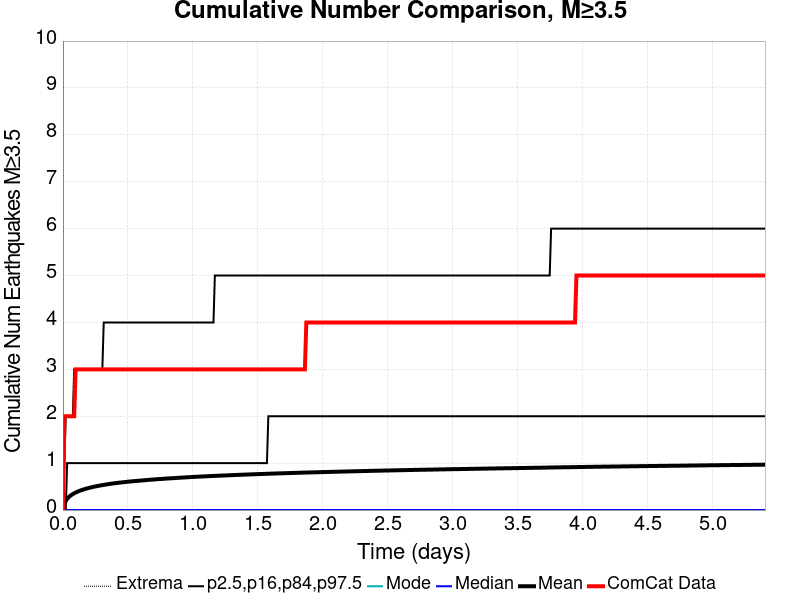 Cumulative Number Comparison, M≥3.5
Cumulative Num Earthquakes M≥3.5
10
9
8
7
6
5
4
3
2
1
0
0.0 0.5 1.0 1.5 2.0 2.5 3.0 3.5 4.0 4.5 5.0
Time (days)
Extrema p2.5,p16,p84,p97.5 Mode Median Mean ComCat Data